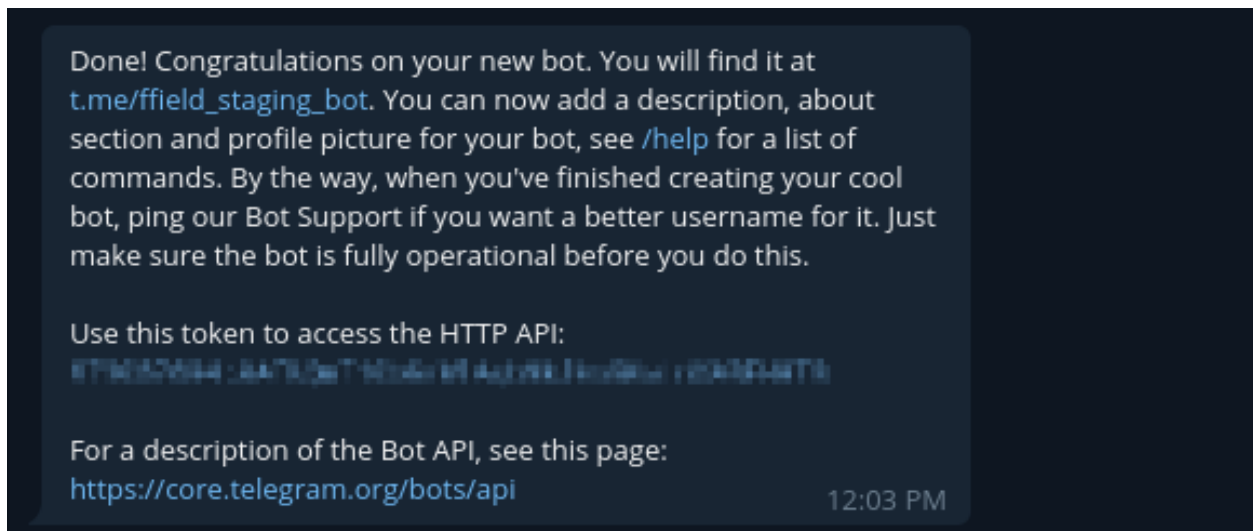 Done! Congratulations on your new bot. You will find it at
t.me/ffield_staging_bot. You can now add a description, about
section and profile picture for your bot, see /help for a list of
commands. By the way, when you've finished creating your cool
bot, ping our Bot Support if you want a better username for it. Just
make sure the bot is fully operational before you do this.
Use this token to access the HTTP API:
For a description of the Bot API, see this page:
https://core.telegram.org/bots/api
12:03 PM